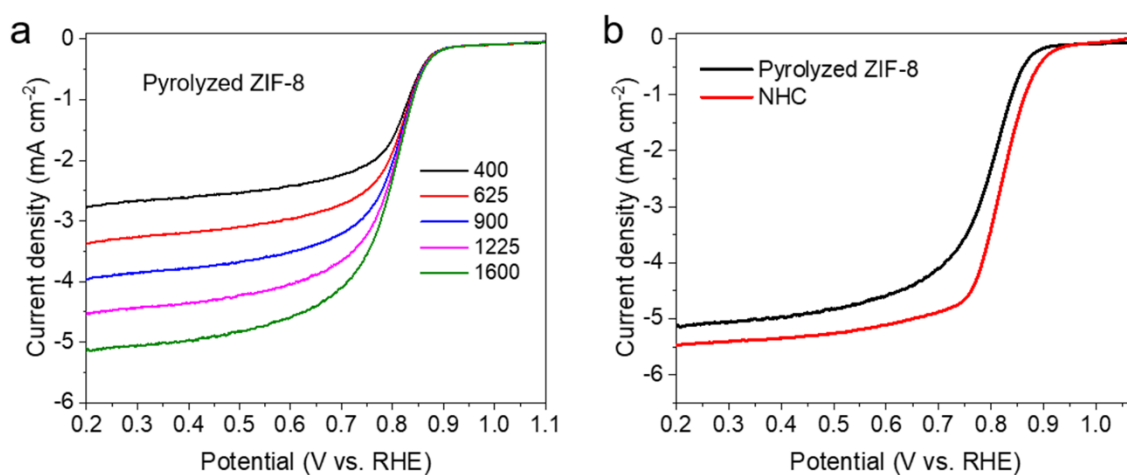 a
Pyrolyzed ZIF-8
400
625
900
1225
1600
0
-1
-2
-3
-4
-5
-6
0.2 0.3 0.4 0.5 0.6 0.7 0.8 0.9 1.0 1.1
Current density (mA cm-2)
Potential (V vs. RHE)
b
Pyrolyzed ZIF-8
NHC
0
-1
-2
-3
-4
-5
-6
0.2 0.3 0.4 0.5 0.6 0.7 0.8 0.9 1.0
Current density (mA cm-2)
Potential (V vs. RHE)